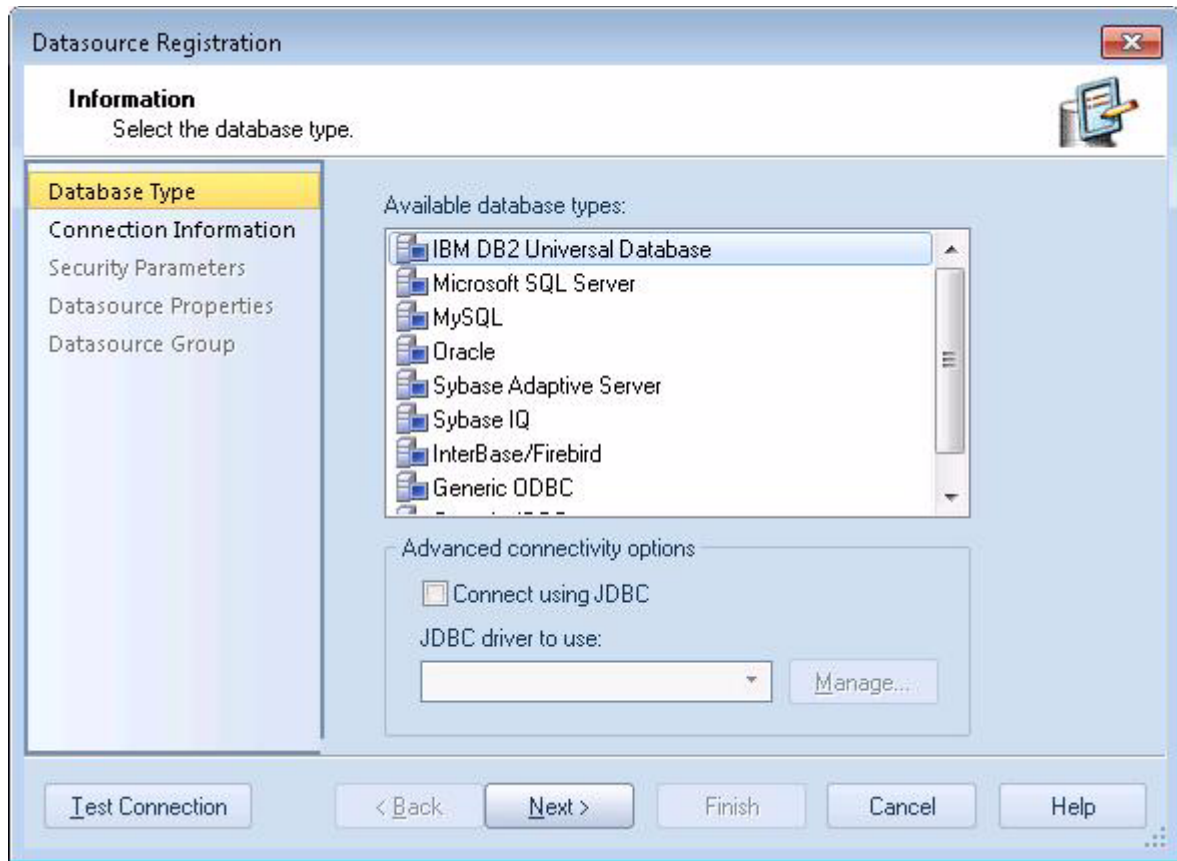 Datasource Registration
Information
Select the database type.
Database Type
Connection Information
Security Parameters
Datasource Properties
Datasource Group
Available database types:
IBM DB2 Universal Database
Microsoft SQL Server
MySQL
Oracle
Sybase Adaptive Server
Sybase IQ
InterBase/Firebird
Generic ODBC
Advanced connectivity options
Connect using JDBC
JDBC driver to use:
Manage...
Test Connection
< Back
Next >
Finish
Cancel
Help